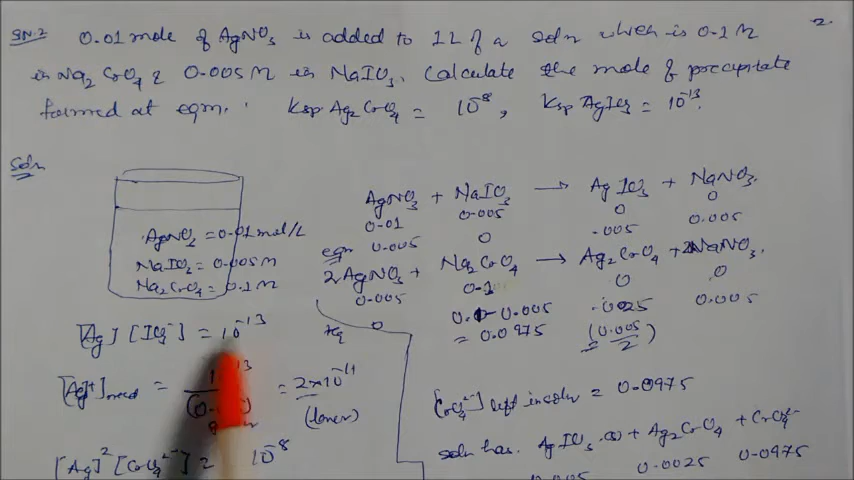 SN.2 0.01 mole of AgNO3 is added to 1L of a soln which is 0.1 M 2.
in Na2CrO4 & 0.005M in NaIO3. Calculate the mole of precipitate
formed at eqm. Ksp Ag2CrO4 = 10^-8, Ksp AgIO3 = 10^-13.
Soln
AgNO3 = 0.01 mol/L
NaIO3 = 0.005M
Na2CrO4 = 0.1M
AgNO3 + NaIO3 → AgIO3 + NaNO3.
0.01 0.005 0 0
eqm 0.005 0 .005 0.005
2AgNO3 + Na2CrO4 → Ag2CrO4 + 2NaNO3.
0.005 0.1 0 0
0 0.005 .0025 0.005
= 0.0975 (0.005/2)
[Ag] [IO3-] = 10^-13
[Ag+]need = = 2×10^-11
(lower)
[Ag]^2 [CrO4^2-] = 10^-8
[CrO4^2-] left in soln = 0.0975
soln has. AgIO3 (s) + Ag2CrO4 + CrO4^2-
0.005 0.0025 0.0975